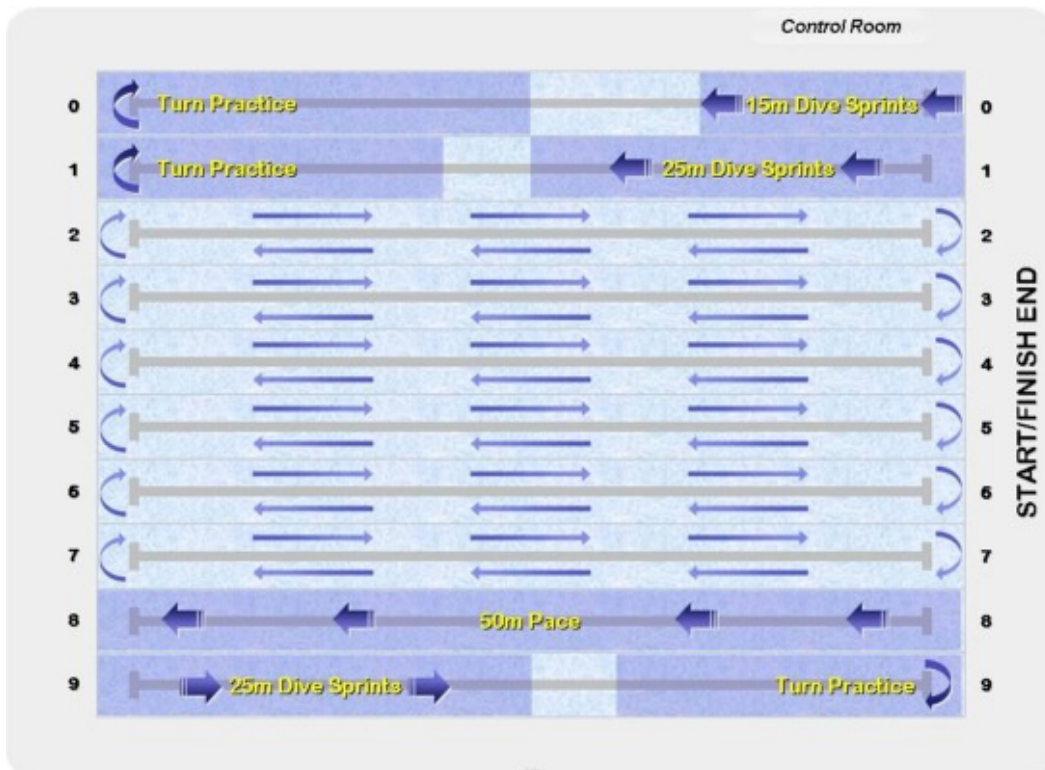 Control Room
0 Turn Practice 15m Dive Sprints 0
1 Turn Practice 25m Dive Sprints 1
2 2
3 3
4 4
5 5
6 6
7 7
8 50m Pace 8
9 25m Dive Sprints Turn Practice 9
START/FINISH END